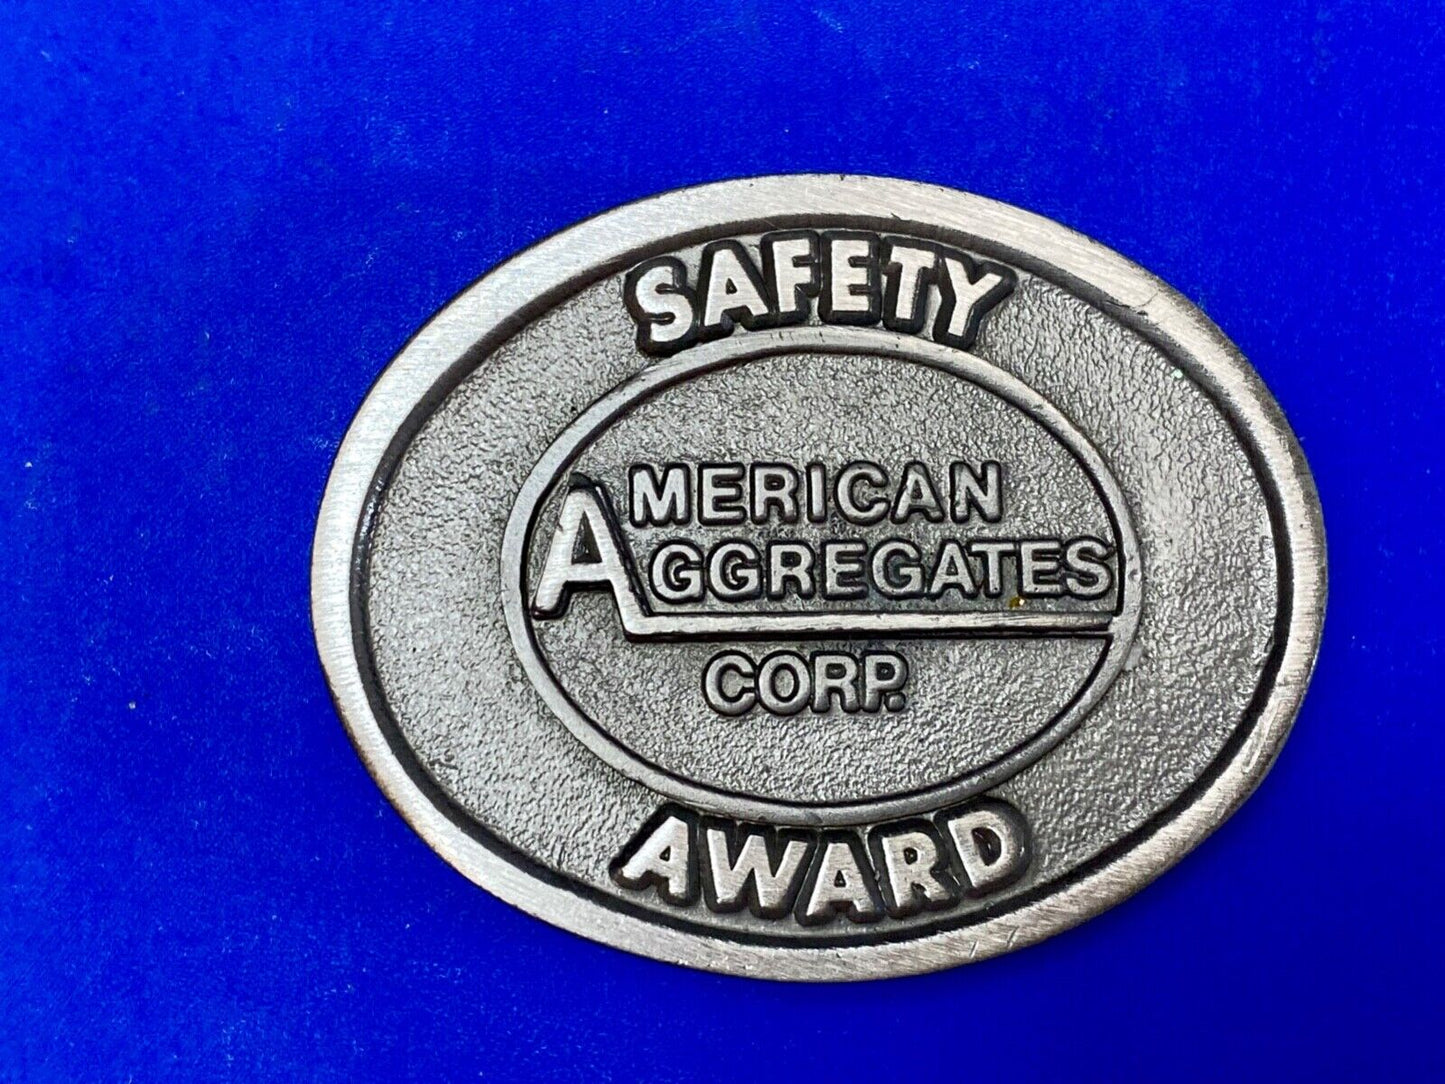 SAFETY
AMERICAN
AGGREGATES
CORP.
AWARD